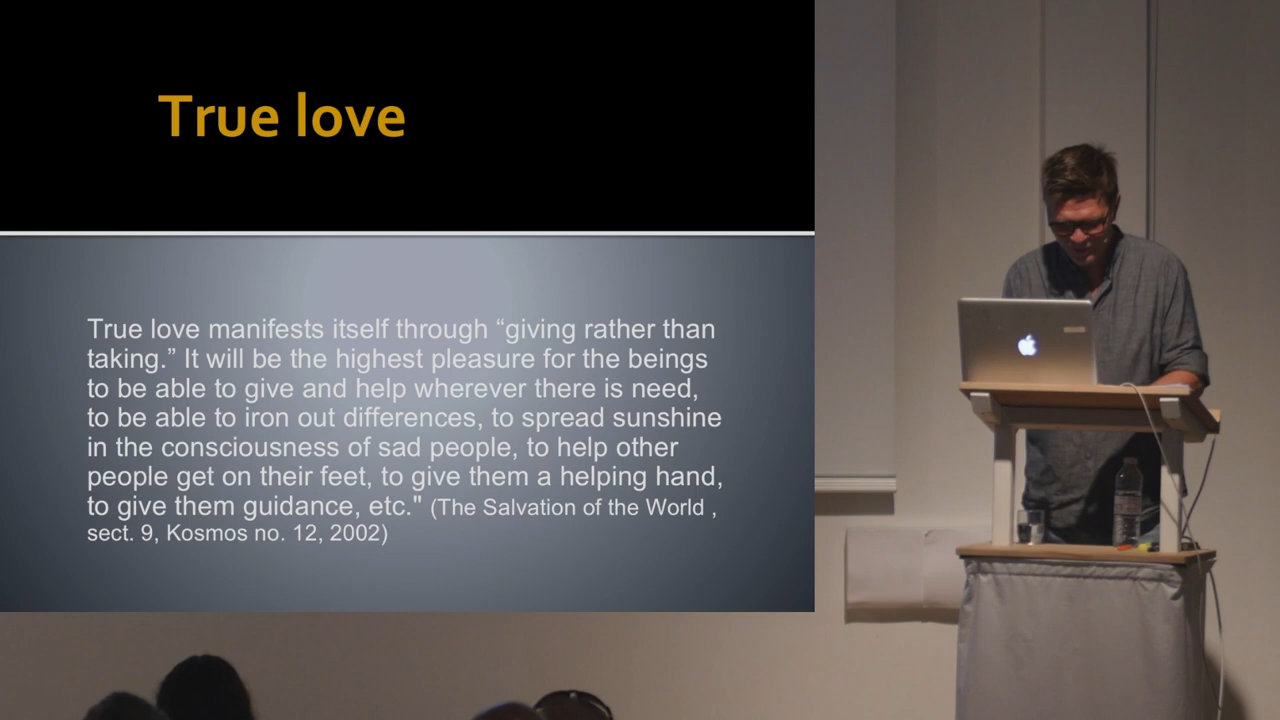 True love
True love manifests itself through “giving rather than
taking.” It will be the highest pleasure for the beings
to be able to give and help wherever there is need,
to be able to iron out differences, to spread sunshine
in the consciousness of sad people, to help other
people get on their feet, to give them a helping hand,
to give them guidance, etc." (The Salvation of the World ,
sect. 9, Kosmos no. 12, 2002)